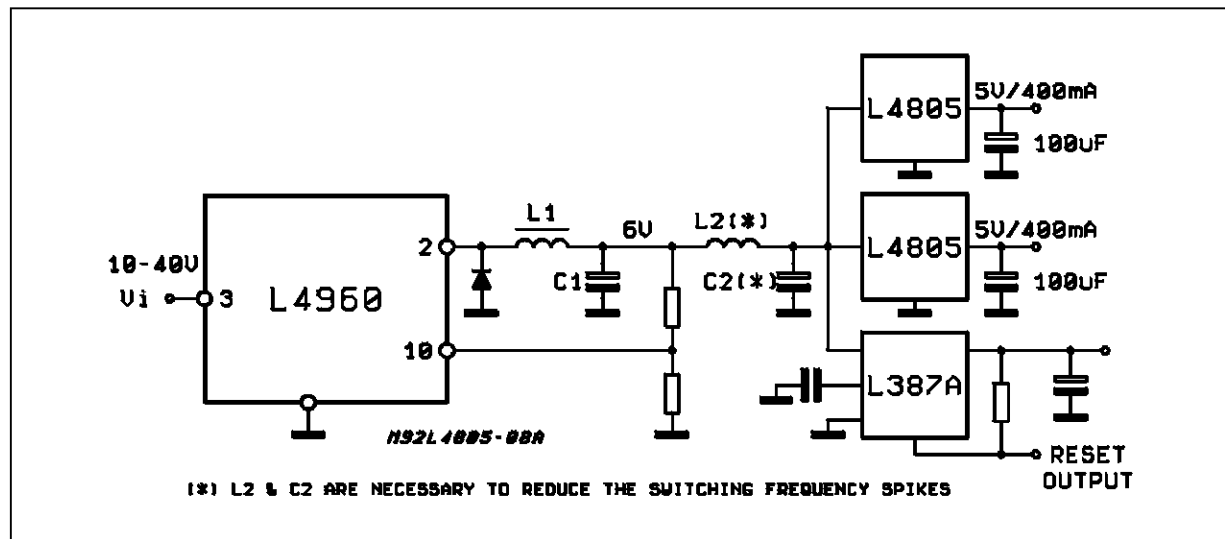 L4805
5V/400mA
100uF
L1
6V
L2(*)
2
L4805
5V/400mA
10-40V
Vi
3
L4960
C1
C2(*)
100uF
10
L387A
M92L4805-08A
RESET
OUTPUT
(*) L2 & C2 ARE NECESSARY TO REDUCE THE SWITCHING FREQUENCY SPIKES